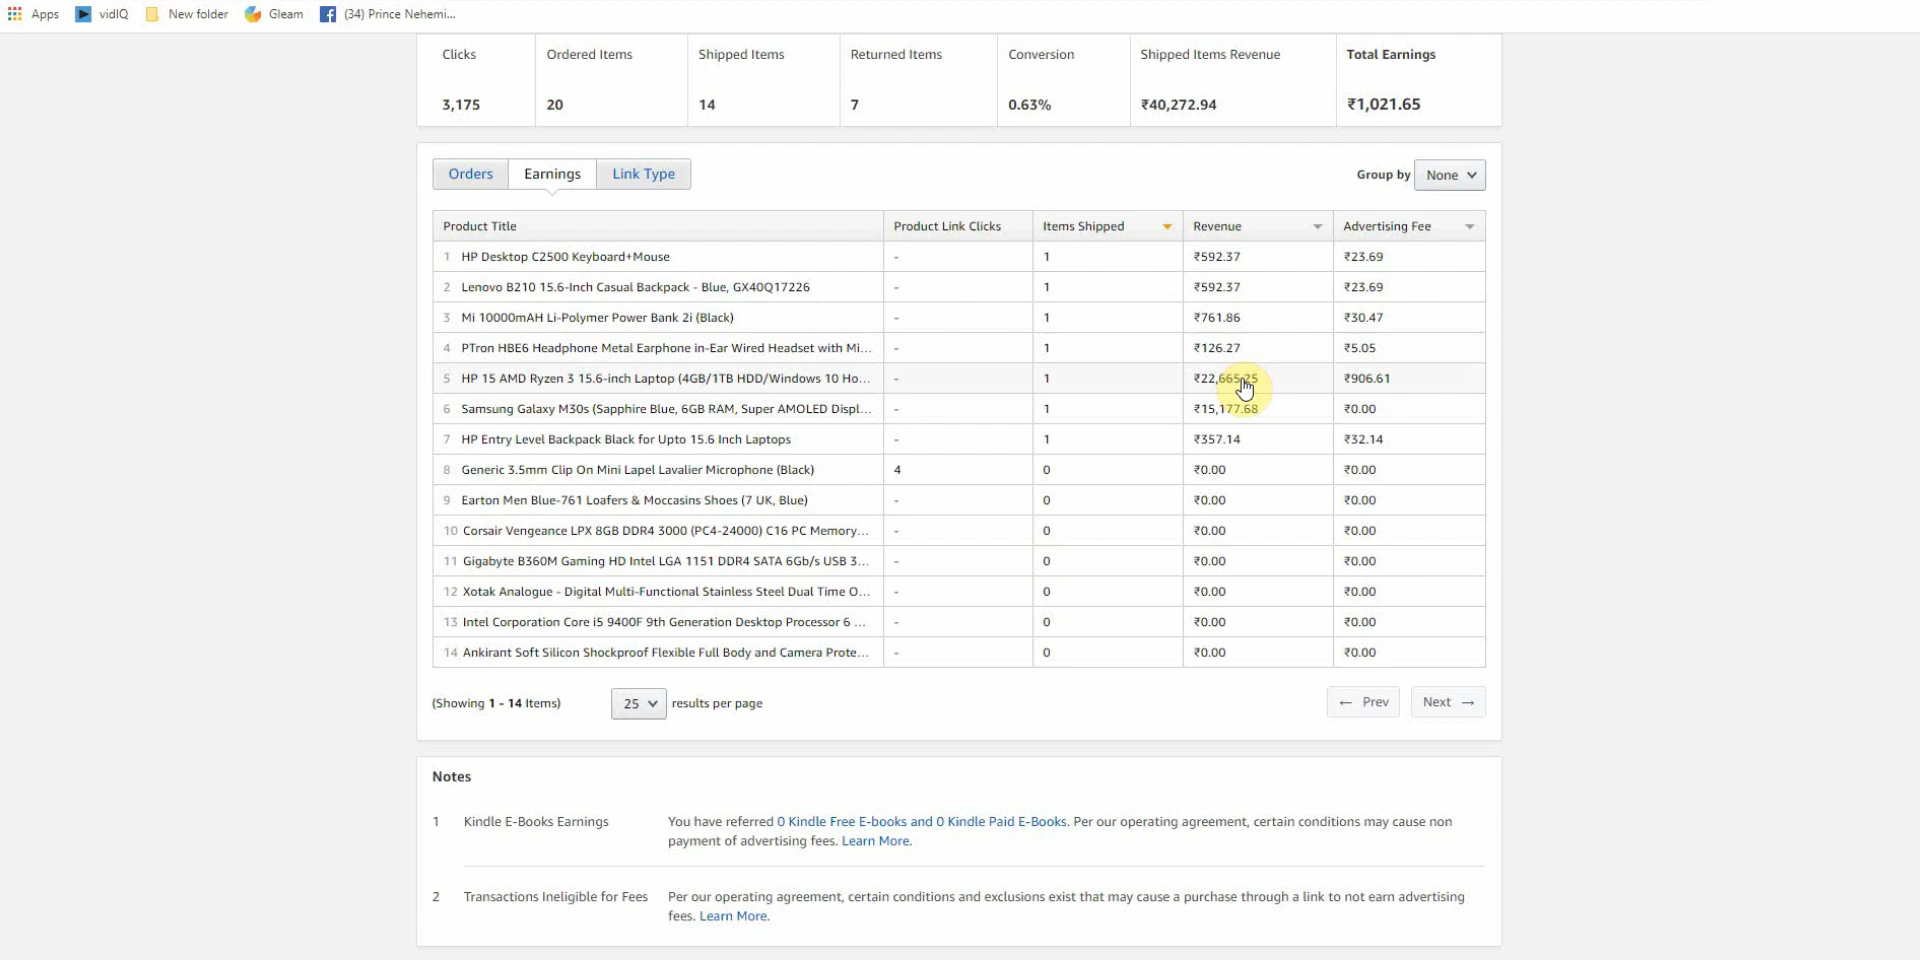 Apps vidIQ New folder Gleam (34) Prince Nehemi...
Clicks Ordered Items Shipped Items Returned Items Conversion Shipped Items Revenue Total Earnings
3,175 20 14 7 0.63% ₹40,272.94 ₹1,021.65
Orders Earnings Link Type Group by None
Product Title Product Link Clicks Items Shipped Revenue Advertising Fee
1 HP Desktop C2500 Keyboard+Mouse - 1 ₹592.37 ₹23.69
2 Lenovo B210 15.6-Inch Casual Backpack - Blue, GX40Q17226 - 1 ₹592.37 ₹23.69
3 Mi 10000mAH Li-Polymer Power Bank 2i (Black) - 1 ₹761.86 ₹30.47
4 PTron HBE6 Headphone Metal Earphone in-Ear Wired Headset with Mi... - 1 ₹126.27 ₹5.05
5 HP 15 AMD Ryzen 3 15.6-inch Laptop (4GB/1TB HDD/Windows 10 Ho... - 1 ₹22,665.25 ₹906.61
6 Samsung Galaxy M30s (Sapphire Blue, 6GB RAM, Super AMOLED Displ... - 1 ₹15,177.68 ₹0.00
7 HP Entry Level Backpack Black for Upto 15.6 Inch Laptops - 1 ₹357.14 ₹32.14
8 Generic 3.5mm Clip On Mini Lapel Lavalier Microphone (Black) 4 0 ₹0.00 ₹0.00
9 Earton Men Blue-761 Loafers & Moccasins Shoes (7 UK, Blue) - 0 ₹0.00 ₹0.00
10 Corsair Vengeance LPX 8GB DDR4 3000 (PC4-24000) C16 PC Memory... - 0 ₹0.00 ₹0.00
11 Gigabyte B360M Gaming HD Intel LGA 1151 DDR4 SATA 6Gb/s USB 3... - 0 ₹0.00 ₹0.00
12 Xotak Analogue - Digital Multi-Functional Stainless Steel Dual Time O... - 0 ₹0.00 ₹0.00
13 Intel Corporation Core i5 9400F 9th Generation Desktop Processor 6 ... - 0 ₹0.00 ₹0.00
14 Ankirant Soft Silicon Shockproof Flexible Full Body and Camera Prote... - 0 ₹0.00 ₹0.00
(Showing 1 - 14 Items) 25 results per page ← Prev Next →
Notes
1 Kindle E-Books Earnings You have referred 0 Kindle Free E-books and 0 Kindle Paid E-Books. Per our operating agreement, certain conditions may cause non
payment of advertising fees. Learn More.
2 Transactions Ineligible for Fees Per our operating agreement, certain conditions and exclusions exist that may cause a purchase through a link to not earn advertising
fees. Learn More.